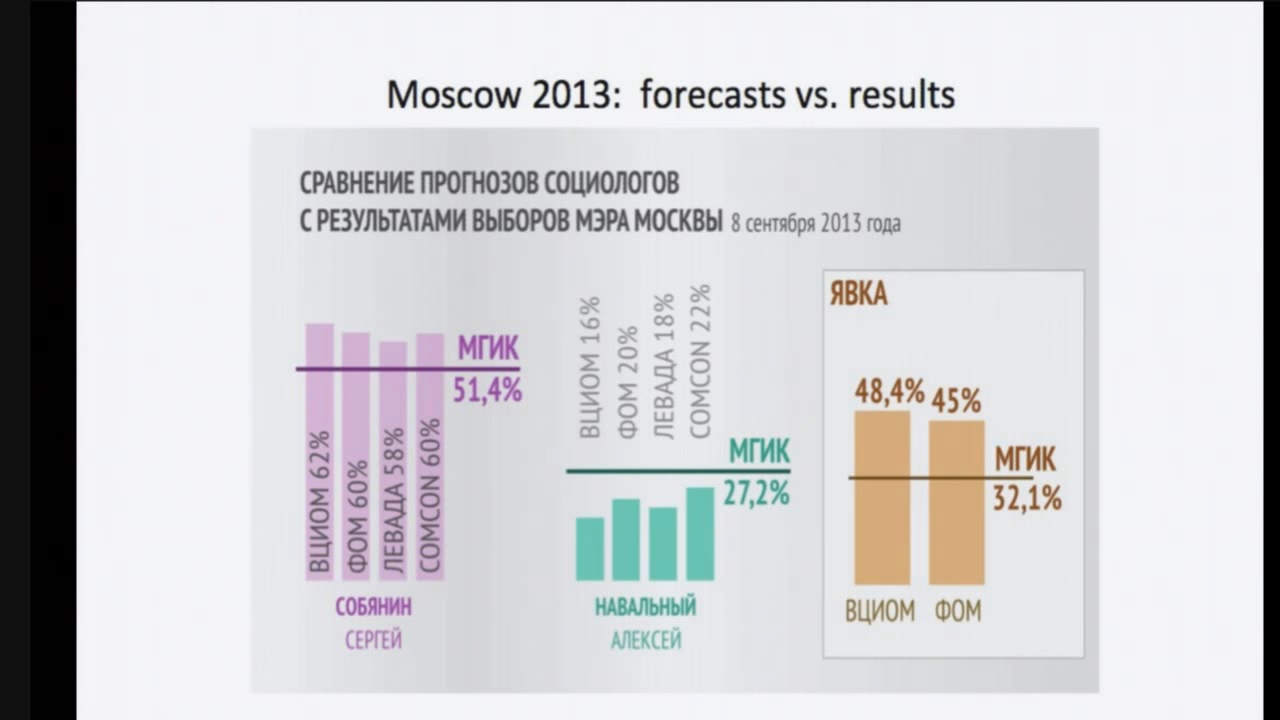 Moscow 2013:  forecasts vs. results
СРАВНЕНИЕ ПРОГНОЗОВ СОЦИОЛОГОВ
С РЕЗУЛЬТАТАМИ ВЫБОРОВ МЭРА МОСКВЫ 8 сентября 2013 года
ВЦИОМ 62%
ФОМ 60%
ЛЕВАДА 58%
COMCON 60%
МГИК
51,4%
СОБЯНИН
СЕРГЕЙ
ВЦИОМ 16%
ФОМ 20%
ЛЕВАДА 18%
COMCON 22%
МГИК
27,2%
НАВАЛЬНЫЙ
АЛЕКСЕЙ
ЯВКА
48,4% 45%
МГИК
32,1%
ВЦИОМ ФОМ